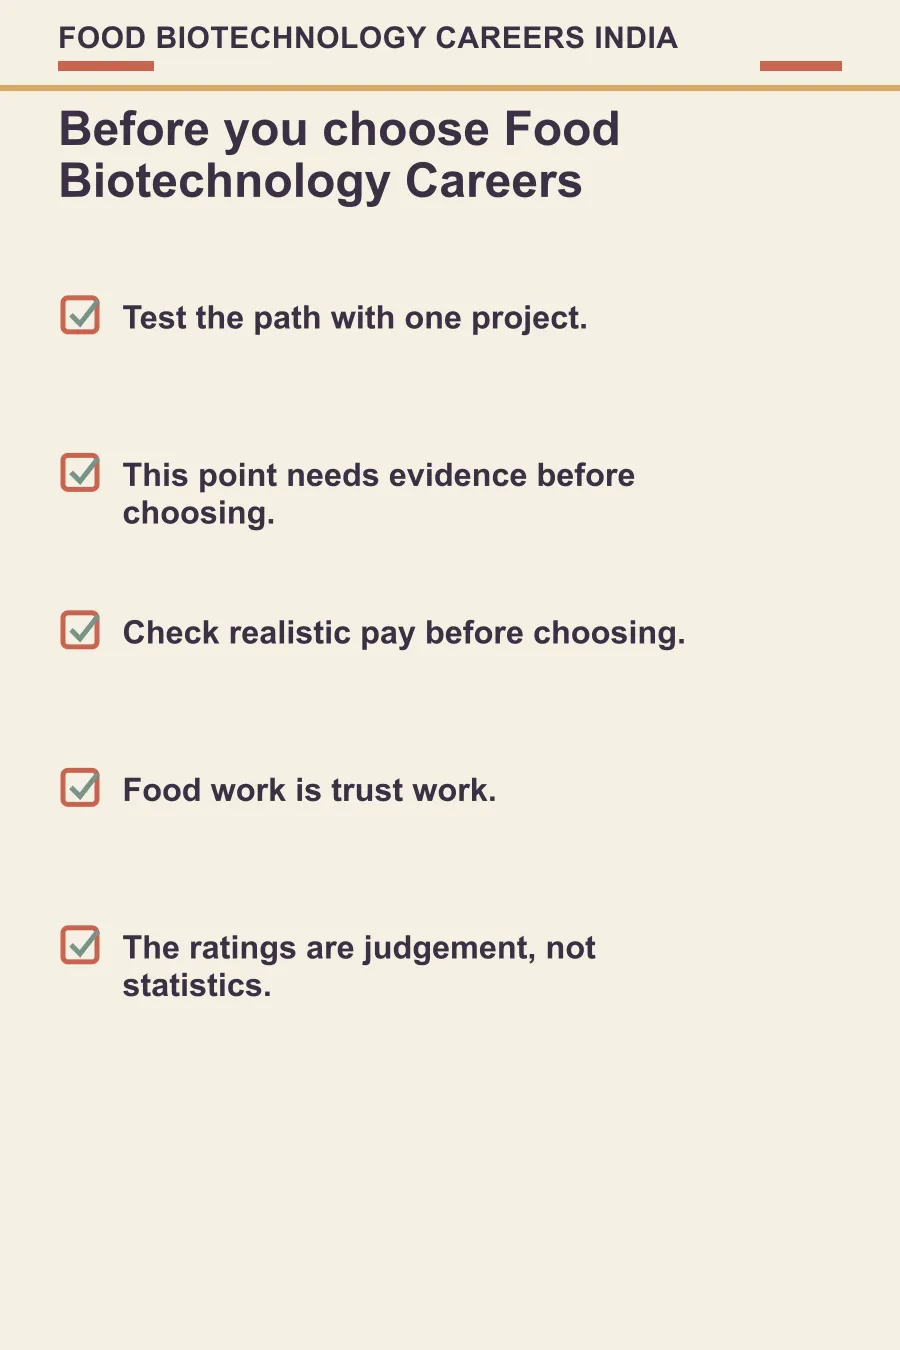 FOOD BIOTECHNOLOGY CAREERS INDIA
Before you choose Food
Biotechnology Careers
Test the path with one project.
This point needs evidence before
choosing.
Check realistic pay before choosing.
Food work is trust work.
The ratings are judgement, not
statistics.